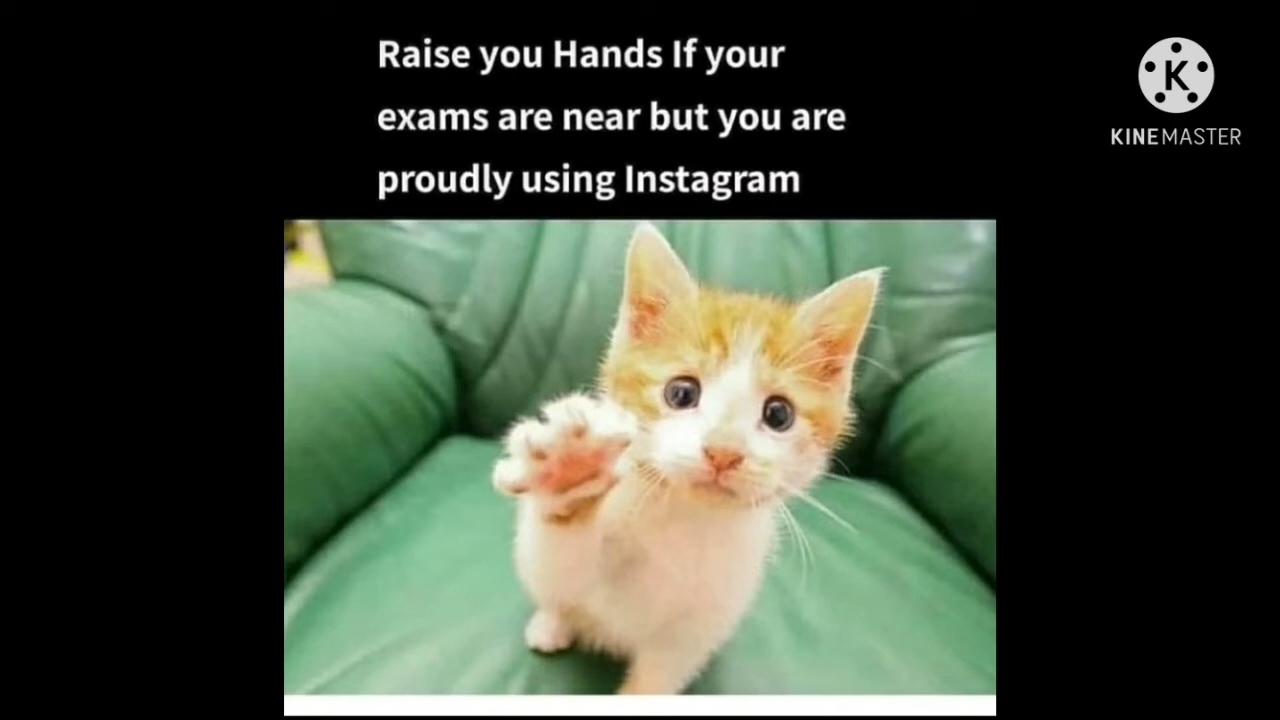 Raise you Hands If your
exams are near but you are
proudly using Instagram
K
KINEMASTER